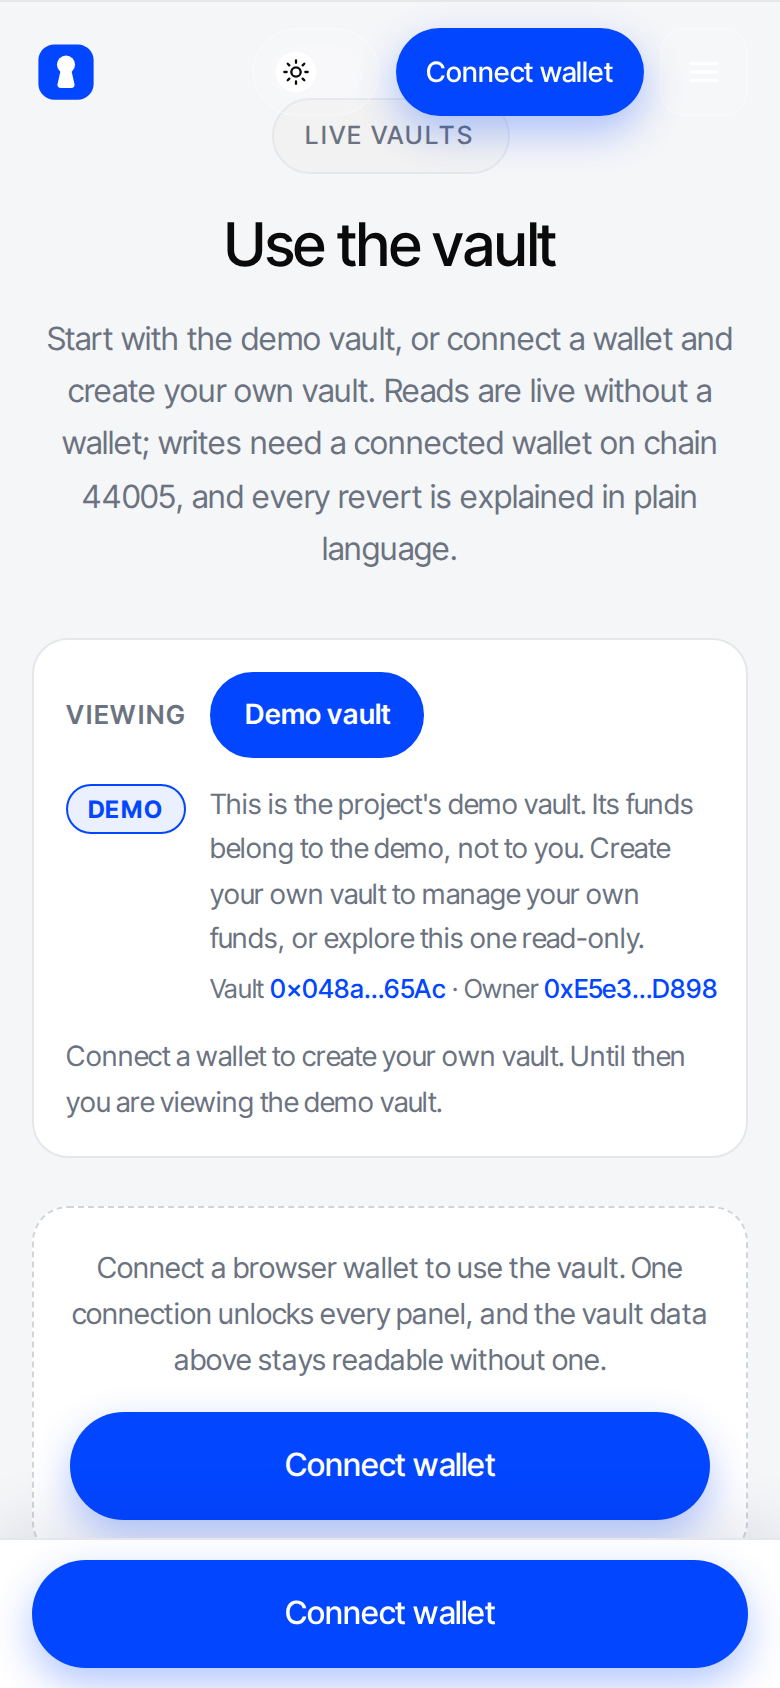 Connect wallet
LIVE VAULTS
Use the vault
Start with the demo vault, or connect a wallet and
create your own vault. Reads are live without a
wallet; writes need a connected wallet on chain
44005, and every revert is explained in plain
language.
VIEWING Demo vault
DEMO
This is the project's demo vault. Its funds
belong to the demo, not to you. Create
your own vault to manage your own
funds, or explore this one read-only.
Vault 0×048a...65Ac · Owner 0xE5e3...D898
Connect a wallet to create your own vault. Until then
you are viewing the demo vault.
Connect a browser wallet to use the vault. One
connection unlocks every panel, and the vault data
above stays readable without one.
Connect wallet
Connect wallet